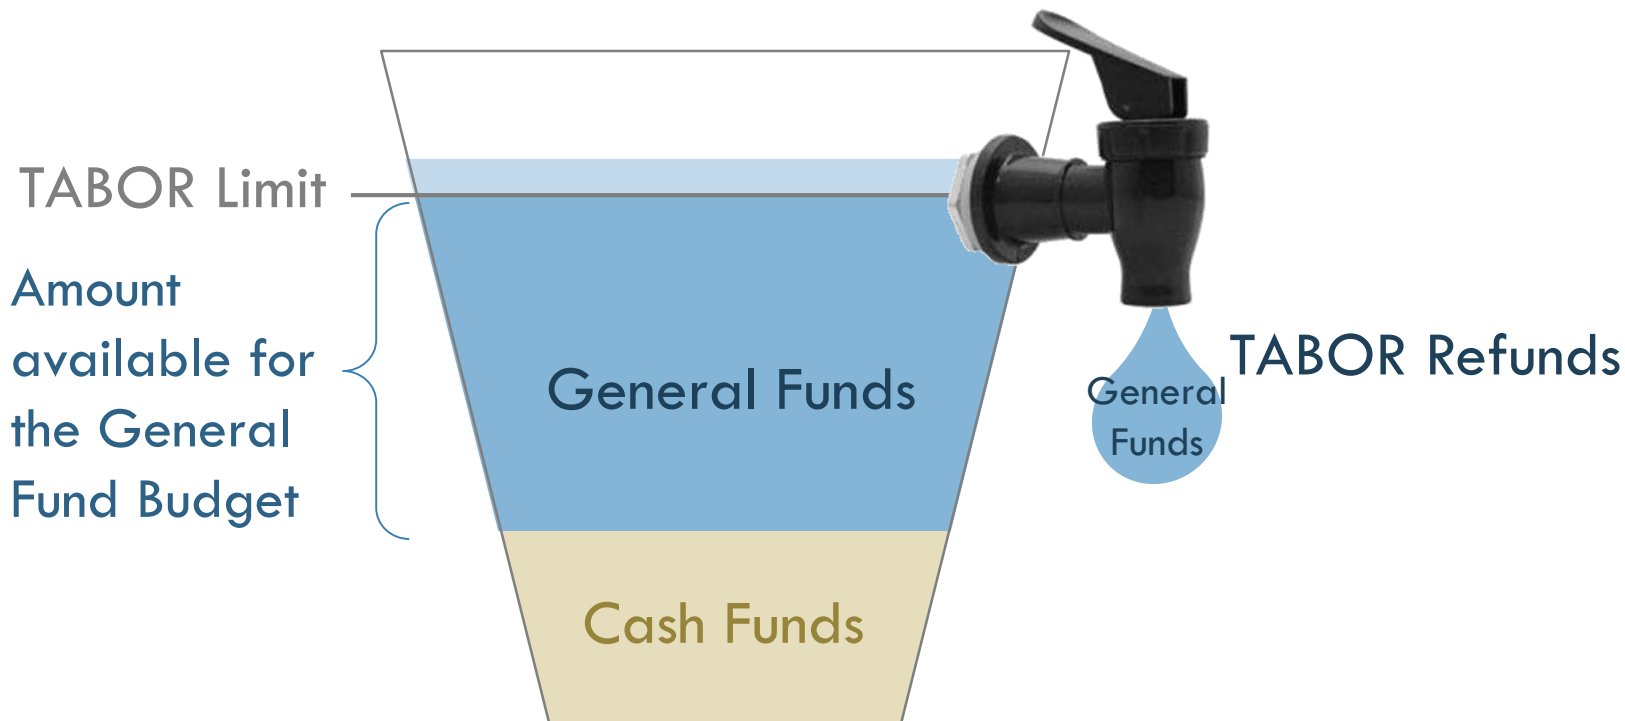 TABOR Limit
Amount
available for
the General
Fund Budget
General Funds
Cash Funds
TABOR Refunds
General
Funds